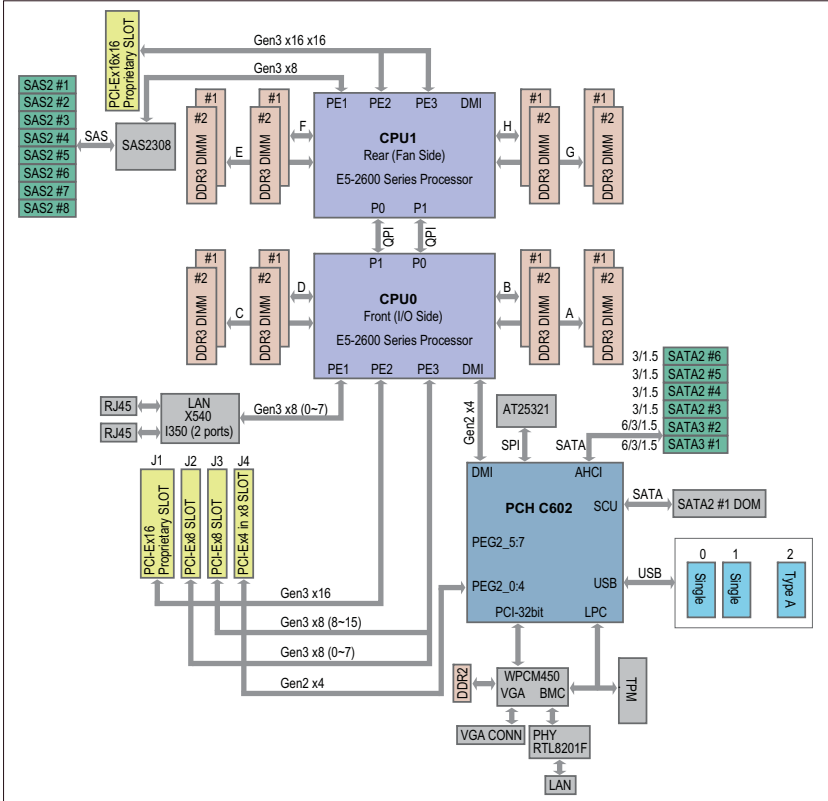 Gen3 x16 x16
Gen3 x8
PCI-Ex16x16
Proprietary SLOT
SAS2 #1
SAS2 #2
SAS2 #3
SAS2 #4
SAS2 #5
SAS2 #6
SAS2 #7
SAS2 #8
SAS
SAS2308
#1
#2
DDR3 DIMM
E
#1
#2
DDR3 DIMM
F
PE1 PE2 PE3 DMI
CPU1
Rear (Fan Side)
E5-2600 Series Processor
P0 P1
H
#1
#2
DDR3 DIMM
G
#1
#2
DDR3 DIMM
QPI
QPI
#1
#2
DDR3 DIMM
C
#1
#2
DDR3 DIMM
D
P1 P0
CPU0
Front (I/O Side)
E5-2600 Series Processor
PE1 PE2 PE3 DMI
B
#1
#2
DDR3 DIMM
A
#1
#2
DDR3 DIMM
RJ45
RJ45
LAN
X540
I350 (2 ports)
Gen3 x8 (0~7)
Gen2 x4
AT25321
SPI
SATA
3/1.5 SATA2 #6
3/1.5 SATA2 #5
3/1.5 SATA2 #4
3/1.5 SATA2 #3
6/3/1.5 SATA3 #2
6/3/1.5 SATA3 #1
J1 J2 J3 J4
PCI-Ex16
Proprietary SLOT
PCI-Ex8 SLOT
PCI-Ex8 SLOT
PCI-Ex4 in x8 SLOT
DMI AHCI
PCH C602
SCU
PEG2_5:7
PEG2_0:4
USB
PCI-32bit LPC
SATA
SATA2 #1 DOM
USB
0 1 2
Single
Single
Type A
Gen3 x16
Gen3 x8 (8~15)
Gen3 x8 (0~7)
Gen2 x4
DDR2
WPCM450
VGA BMC
TPM
VGA CONN
PHY
RTL8201F
LAN